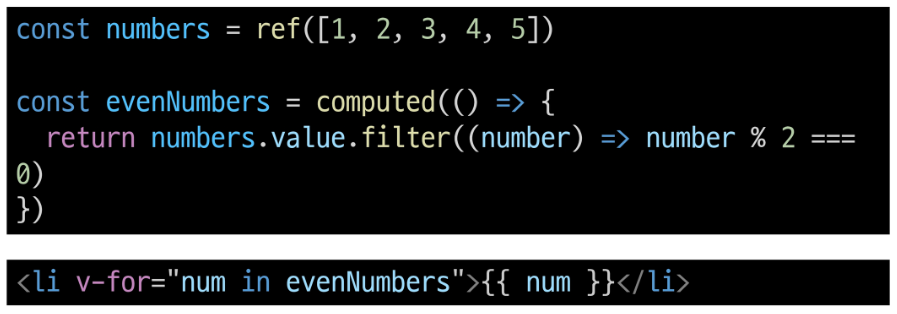 const numbers = ref([1, 2, 3, 4, 5])
const evenNumbers = computed(() => {
  return numbers.value.filter((number) => number % 2 ===
0)
})
<li v-for="num in evenNumbers">{{ num }}</li>